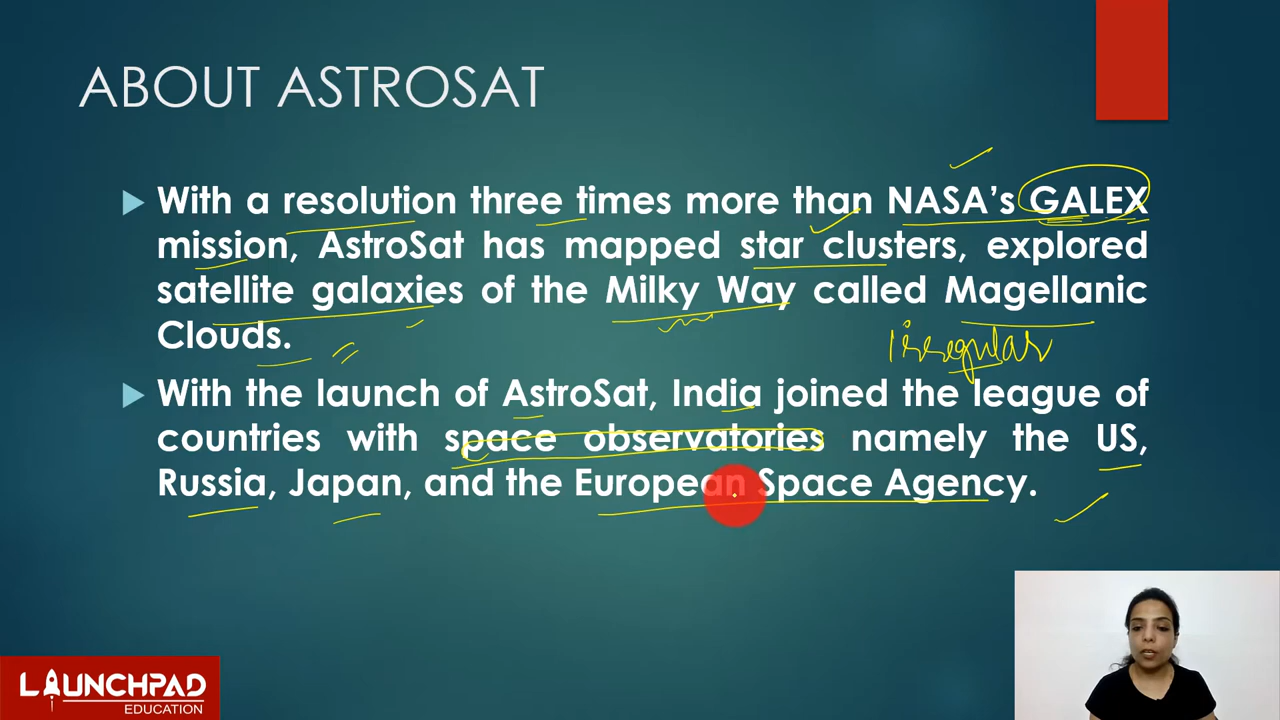 ABOUT ASTROSAT
With a resolution three times more than NASA's GALEX
mission, AstroSat has mapped star clusters, explored
satellite galaxies of the Milky Way called Magellanic
Clouds.
Irregular
With the launch of AstroSat, India joined the league of
countries with space observatories namely the US,
Russia, Japan, and the European Space Agency.
LAUNCHPAD
EDUCATION